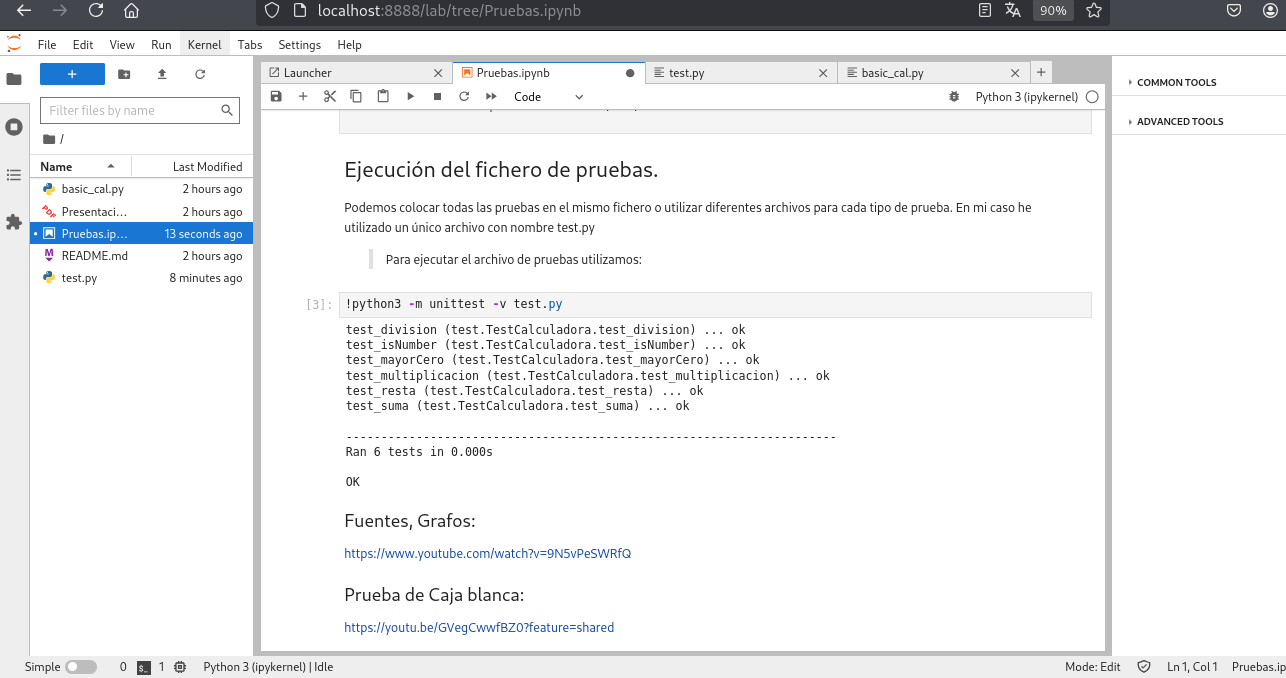 localhost:8888/lab/tree/Pruebas.ipynb
90%
File Edit View Run Kernel Tabs Settings Help
+
Filter files by name
/
Name Last Modified
basic_cal.py 2 hours ago
Presentaci... 2 hours ago
Pruebas.ip... 13 seconds ago
README.md 2 hours ago
test.py 8 minutes ago
Launcher
Pruebas.ipynb
test.py
basic_cal.py
+
Code
Python 3 (ipykernel)
Ejecución del fichero de pruebas.
Podemos colocar todas las pruebas en el mismo fichero o utilizar diferentes archivos para cada tipo de prueba. En mi caso he
utilizado un único archivo con nombre test.py
Para ejecutar el archivo de pruebas utilizamos:
[3]: !python3 -m unittest -v test.py
test_division (test.TestCalculadora.test_division) ... ok
test_isNumber (test.TestCalculadora.test_isNumber) ... ok
test_mayorCero (test.TestCalculadora.test_mayorCero) ... ok
test_multiplicacion (test.TestCalculadora.test_multiplicacion) ... ok
test_resta (test.TestCalculadora.test_resta) ... ok
test_suma (test.TestCalculadora.test_suma) ... ok
----------------------------------------------------------------------
Ran 6 tests in 0.000s
OK
Fuentes, Grafos:
https://www.youtube.com/watch?v=9N5vPeSWRfQ
Prueba de Caja blanca:
https://youtu.be/GVegCwwfBZ0?feature=shared
COMMON TOOLS
ADVANCED TOOLS
Simple 0 1 Python 3 (ipykernel) | Idle Mode: Edit Ln 1, Col 1 Pruebas.ip